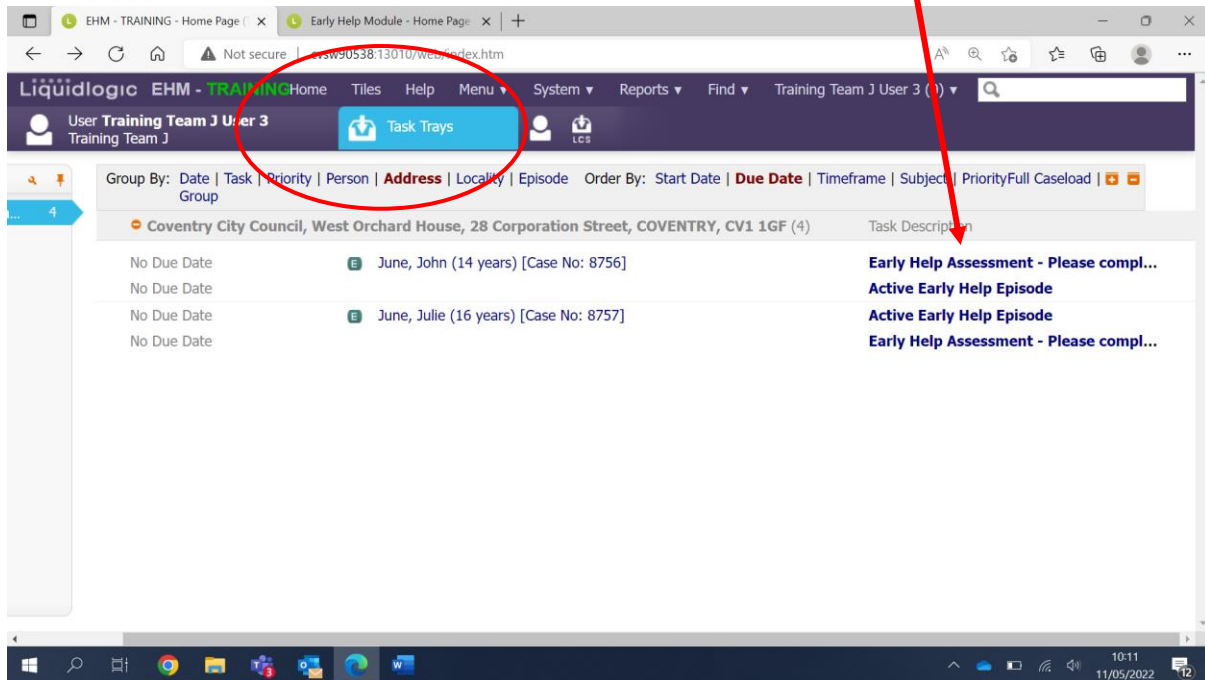 EHM - TRAINING - Home Page (
Early Help Module - Home Page
Not secure :13010/web/index.htm
Liquidlogic EHM - TRAINING Home Tiles Help Menu System Reports Find Training Team J User 3 (0)
User Training Team J User 3
Training Team J
Task Trays
LCS
Group By: Date | Task | Priority | Person | Address | Locality | Episode Order By: Start Date | Due Date | Timeframe | Subject | PriorityFull Caseload |
Group
... 4
Coventry City Council, West Orchard House, 28 Corporation Street, COVENTRY, CV1 1GF (4) Task Description
No Due Date E June, John (14 years) [Case No: 8756] Early Help Assessment - Please compl...
No Due Date Active Early Help Episode
No Due Date E June, Julie (16 years) [Case No: 8757] Active Early Help Episode
No Due Date Early Help Assessment - Please compl...
10:11
11/05/2022
12